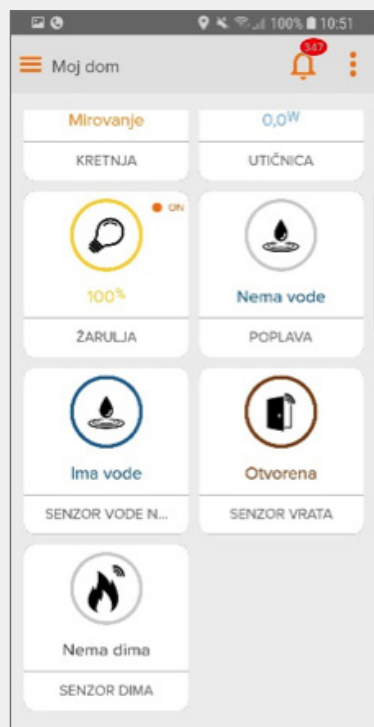 100% 10:51
Moj dom
347
Mirovanje
0,0W
KRETNJA
UTIČNICA
ON
100%
Nema vode
ŽARULJA
POPLAVA
Ima vode
Otvorena
SENZOR VODE N...
SENZOR VRATA
Nema dima
SENZOR DIMA